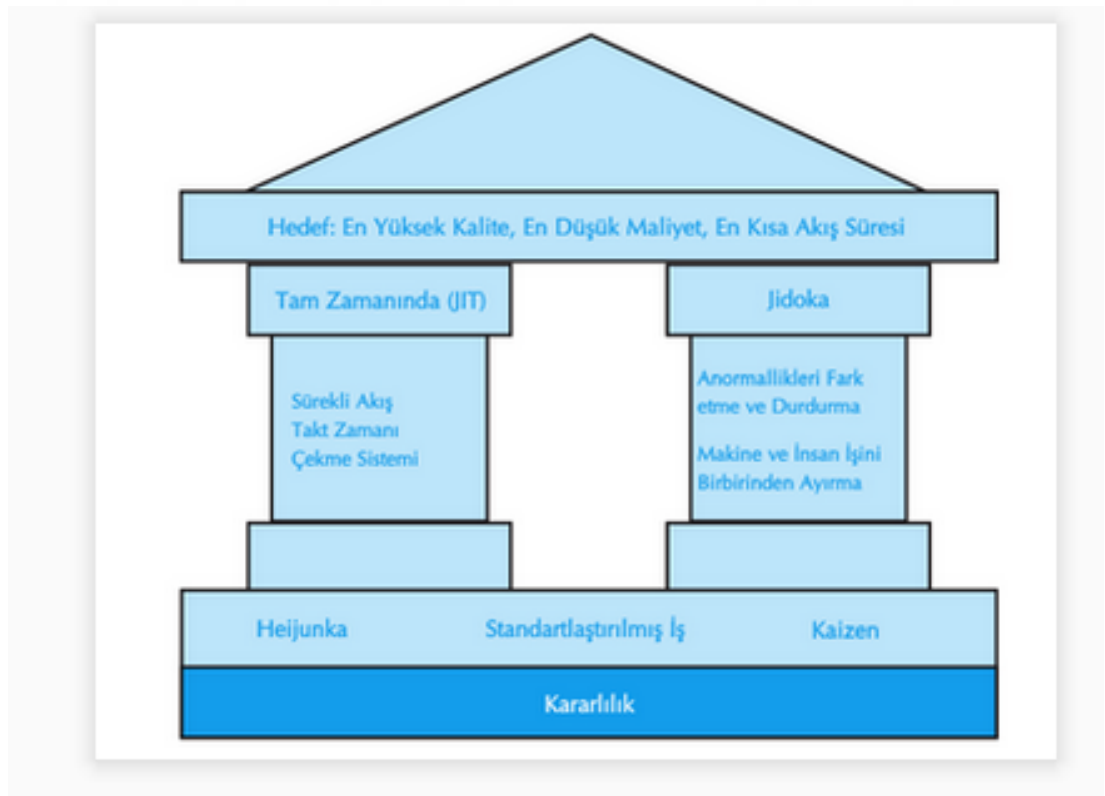 Hedef: En Yüksek Kalite, En Düşük Maliyet, En Kısa Akış Süresi
Tam Zamanında (JIT)
Sürekli Akış
Takt Zamanı
Çekme Sistemi
Jidoka
Anormallikleri Fark
etme ve Durdurma
Makine ve İnsan İşini
Birbirinden Ayırma
Heijunka
Standartlaştırılmış İş
Kaizen
Kararlılık